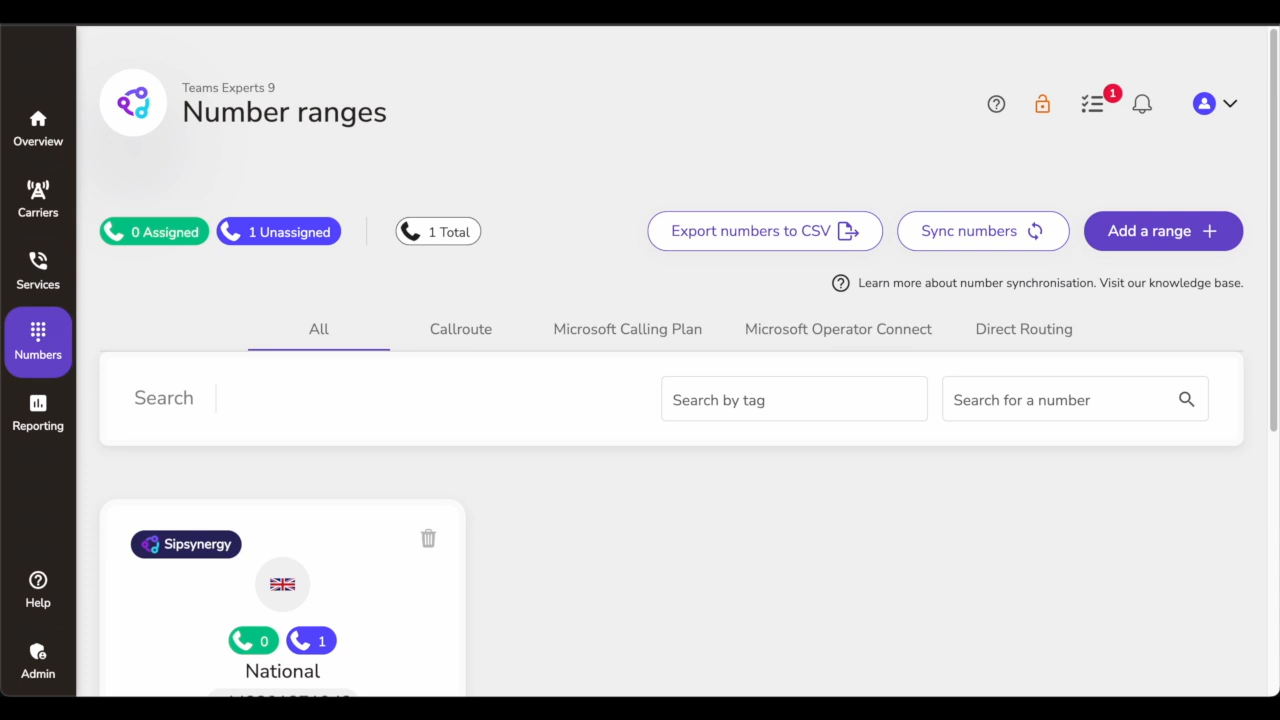 Teams Experts 9
Number ranges
1
Overview
Carriers
Services
Numbers
Reporting
Help
Admin
0 Assigned
1 Unassigned
1 Total
Export numbers to CSV
Sync numbers
Add a range
Learn more about number synchronisation. Visit our knowledge base.
All
Callroute
Microsoft Calling Plan
Microsoft Operator Connect
Direct Routing
Search
Search by tag
Search for a number
Sipsynergy
0
1
National